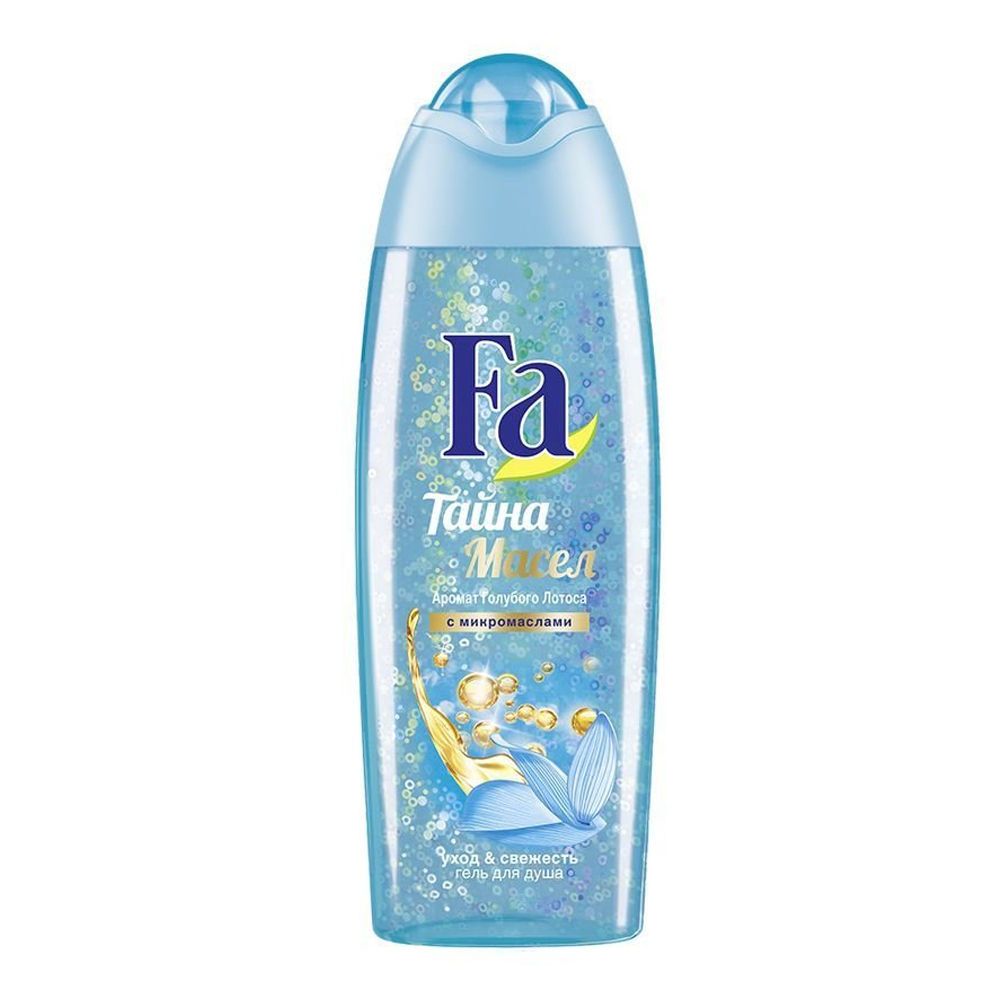 Fa
Тайна
Масел
Аромат Голубого Лотоса
с микромаслами
уход & свежесть
гель для душа